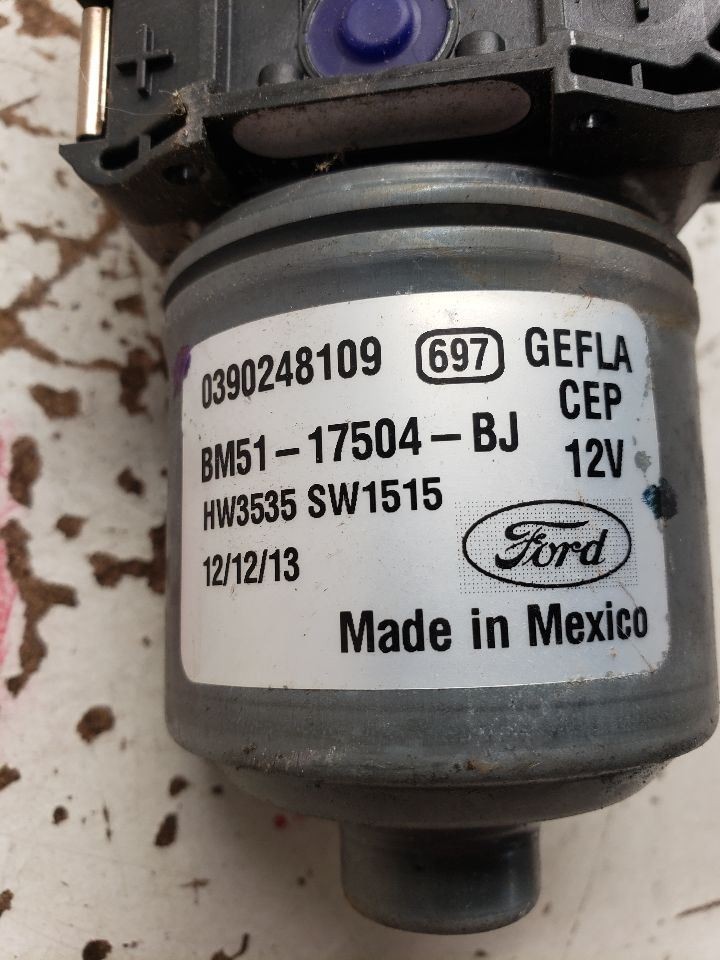 0390248109 697 GEFLA
CEP
BM51-17504-BJ 12V
HW3535 SW1515
Ford
12/12/13
Made in Mexico